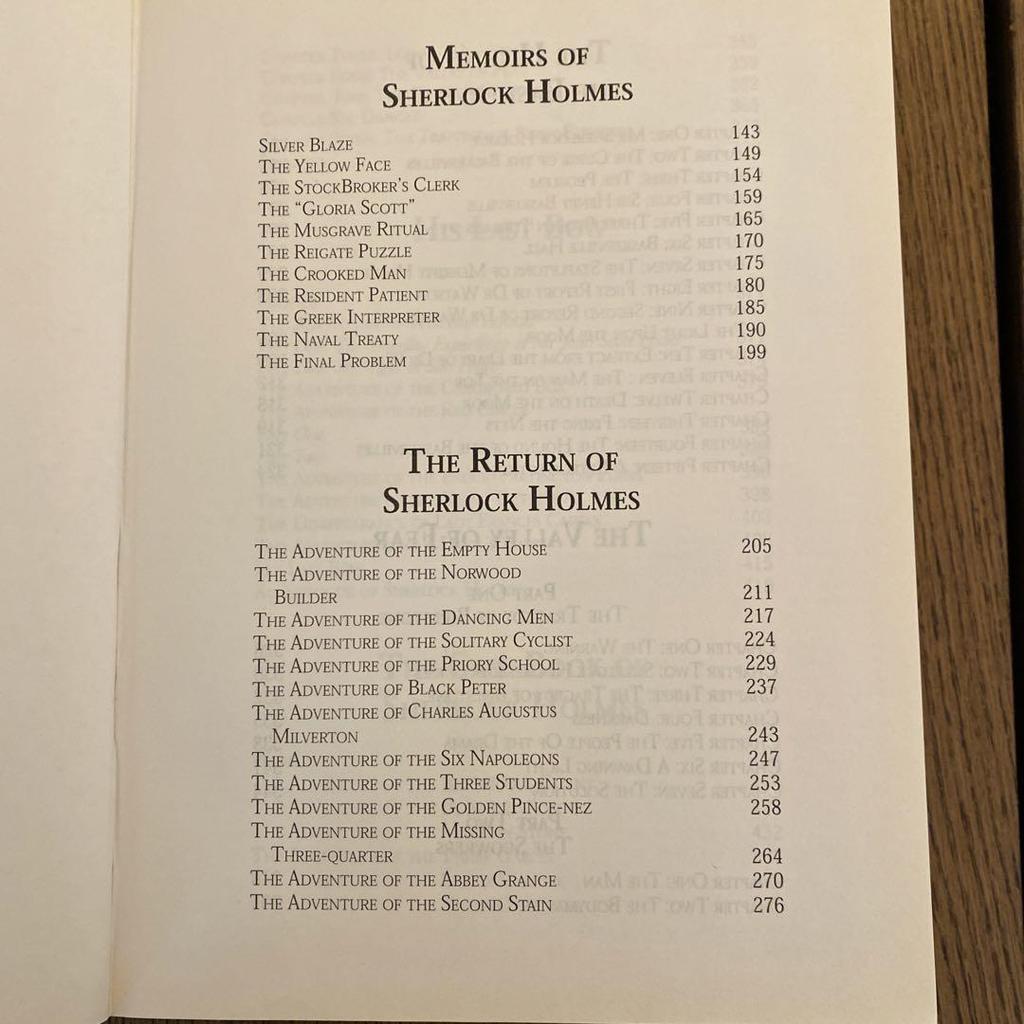 MEMOIRS OF
SHERLOCK HOLMES
SILVER BLAZE 143
THE YELLOW FACE 149
THE STOCKBROKER'S CLERK 154
THE "GLORIA SCOTT" 159
THE MUSGRAVE RITUAL 165
THE REIGATE PUZZLE 170
THE CROOKED MAN 175
THE RESIDENT PATIENT 180
THE GREEK INTERPRETER 185
THE NAVAL TREATY 190
THE FINAL PROBLEM 199
THE RETURN OF
SHERLOCK HOLMES
THE ADVENTURE OF THE EMPTY HOUSE 205
THE ADVENTURE OF THE NORWOOD
BUILDER 211
THE ADVENTURE OF THE DANCING MEN 217
THE ADVENTURE OF THE SOLITARY CYCLIST 224
THE ADVENTURE OF THE PRIORY SCHOOL 229
THE ADVENTURE OF BLACK PETER 237
THE ADVENTURE OF CHARLES AUGUSTUS
MILVERTON 243
THE ADVENTURE OF THE SIX NAPOLEONS 247
THE ADVENTURE OF THE THREE STUDENTS 253
THE ADVENTURE OF THE GOLDEN PINCE-NEZ 258
THE ADVENTURE OF THE MISSING
THREE-QUARTER 264
THE ADVENTURE OF THE ABBEY GRANGE 270
THE ADVENTURE OF THE SECOND STAIN 276